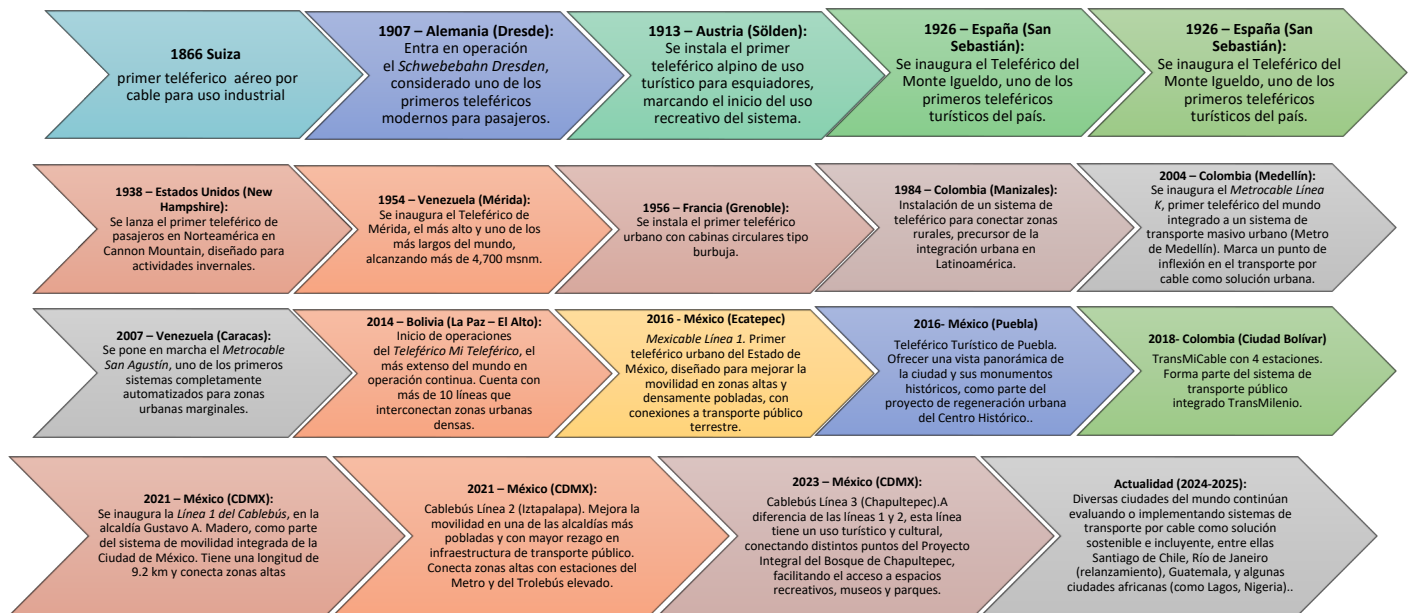 1866 Suiza
primer teléferico aéreo por
cable para uso industrial
1907 – Alemania (Dresde):
Entra en operación
el Schwebebahn Dresden,
considerado uno de los
primeros teleféricos
modernos para pasajeros.
1913 – Austria (Sölden):
Se instala el primer
teleférico alpino de uso
turístico para esquiadores,
marcando el inicio del uso
recreativo del sistema.
1926 – España (San
Sebastián):
Se inaugura el Teleférico del
Monte Igueldo, uno de los
primeros teleféricos
turísticos del país.
1926 – España (San
Sebastián):
Se inaugura el Teleférico del
Monte Igueldo, uno de los
primeros teleféricos
turísticos del país.
1938 – Estados Unidos (New
Hampshire):
Se lanza el primer teleférico de
pasajeros en Norteamérica en
Cannon Mountain, diseñado para
actividades invernales.
1954 – Venezuela (Mérida):
Se inaugura el Teleférico de
Mérida, el más alto y uno de los
más largos del mundo,
alcanzando más de 4,700 msnm.
1956 – Francia (Grenoble):
Se instala el primer teleférico
urbano con cabinas circulares tipo
burbuja.
1984 – Colombia (Manizales):
Instalación de un sistema de
teleférico para conectar zonas
rurales, precursor de la
integración urbana en
Latinoamérica.
2004 – Colombia (Medellín):
Se inaugura el Metrocable Línea
K, primer teleférico del mundo
integrado a un sistema de
transporte masivo urbano (Metro
de Medellín). Marca un punto de
inflexión en el transporte por
cable como solución urbana.
2007 – Venezuela (Caracas):
Se pone en marcha el Metrocable
San Agustín, uno de los primeros
sistemas completamente
automatizados para zonas
urbanas marginales.
2014 – Bolivia (La Paz – El Alto):
Inicio de operaciones
del Teleférico Mi Teleférico, el
más extenso del mundo en
operación continua. Cuenta con
más de 10 líneas que
interconectan zonas urbanas
densas.
2016 - México (Ecatepec)
Mexicable Línea 1. Primer
teleférico urbano del Estado de
México, diseñado para mejorar la
movilidad en zonas altas y
densamente pobladas, con
conexiones a transporte público
terrestre.
2016- México (Puebla)
Teleférico Turístico de Puebla.
Ofrecer una vista panorámica de
la ciudad y sus monumentos
históricos, como parte del
proyecto de regeneración urbana
del Centro Histórico..
2018- Colombia (Ciudad Bolívar)
TransMiCable con 4 estaciones.
Forma parte del sistema de
transporte público
integrado TransMilenio.
2021 – México (CDMX):
Se inaugura la Línea 1 del Cablebús, en la
alcaldía Gustavo A. Madero, como parte
del sistema de movilidad integrada de la
Ciudad de México. Tiene una longitud de
9.2 km y conecta zonas altas
2021 – México (CDMX):
Cablebús Línea 2 (Iztapalapa). Mejora la
movilidad en una de las alcaldías más
pobladas y con mayor rezago en
infraestructura de transporte público.
Conecta zonas altas con estaciones del
Metro y del Trolebús elevado.
2023 – México (CDMX):
Cablebús Línea 3 (Chapultepec).A
diferencia de las líneas 1 y 2, esta línea
tiene un uso turístico y cultural,
conectando distintos puntos del Proyecto
Integral del Bosque de Chapultepec,
facilitando el acceso a espacios
recreativos, museos y parques.
Actualidad (2024-2025):
Diversas ciudades del mundo continúan
evaluando o implementando sistemas de
transporte por cable como solución
sostenible e incluyente, entre ellas
Santiago de Chile, Río de Janeiro
(relanzamiento), Guatemala, y algunas
ciudades africanas (como Lagos, Nigeria)..